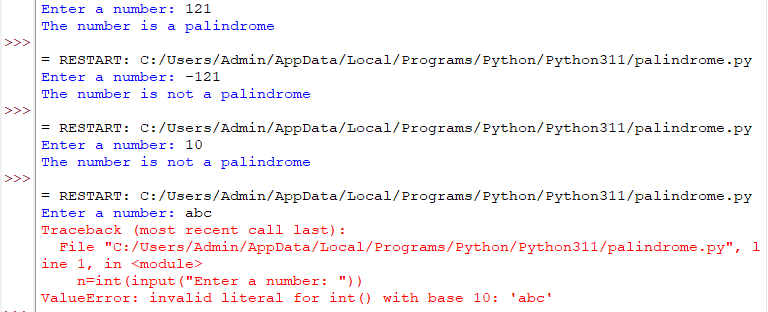 Enter a number: 121
The number is a palindrome
>>>
= RESTART: C:/Users/Admin/AppData/Local/Programs/Python/Python311/palindrome.py
Enter a number: -121
The number is not a palindrome
>>>
= RESTART: C:/Users/Admin/AppData/Local/Programs/Python/Python311/palindrome.py
Enter a number: 10
The number is not a palindrome
>>>
= RESTART: C:/Users/Admin/AppData/Local/Programs/Python/Python311/palindrome.py
Enter a number: abc
Traceback (most recent call last):
  File "C:/Users/Admin/AppData/Local/Programs/Python/Python311/palindrome.py", l
ine 1, in <module>
    n=int(input("Enter a number: "))
ValueError: invalid literal for int() with base 10: 'abc'